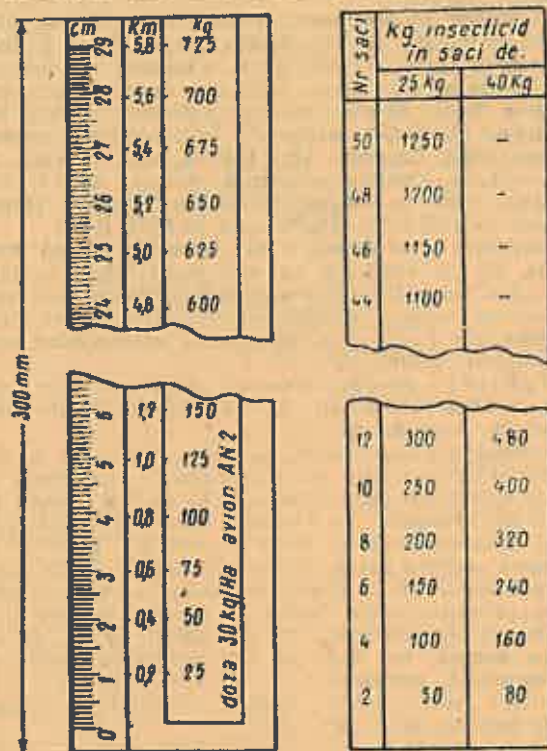 300 mm
cm Km Kg
29 5,8 725
28 5,6 700
27 5,4 675
26 5,2 650
25 5,0 625
24 4,8 600
6 1,2 150
5 1,0 125
4 0,8 100
3 0,6 75
2 0,4 50
1 0,2 25
0
doza 30 kg/Ha avion AN2
Nr saci
Kg insecticid
in saci de.
25 Kg 40 Kg
50 1250 -
48 1200 -
46 1150 -
44 1100 -
12 300 480
10 250 400
8 200 320
6 150 240
4 100 160
2 50 80